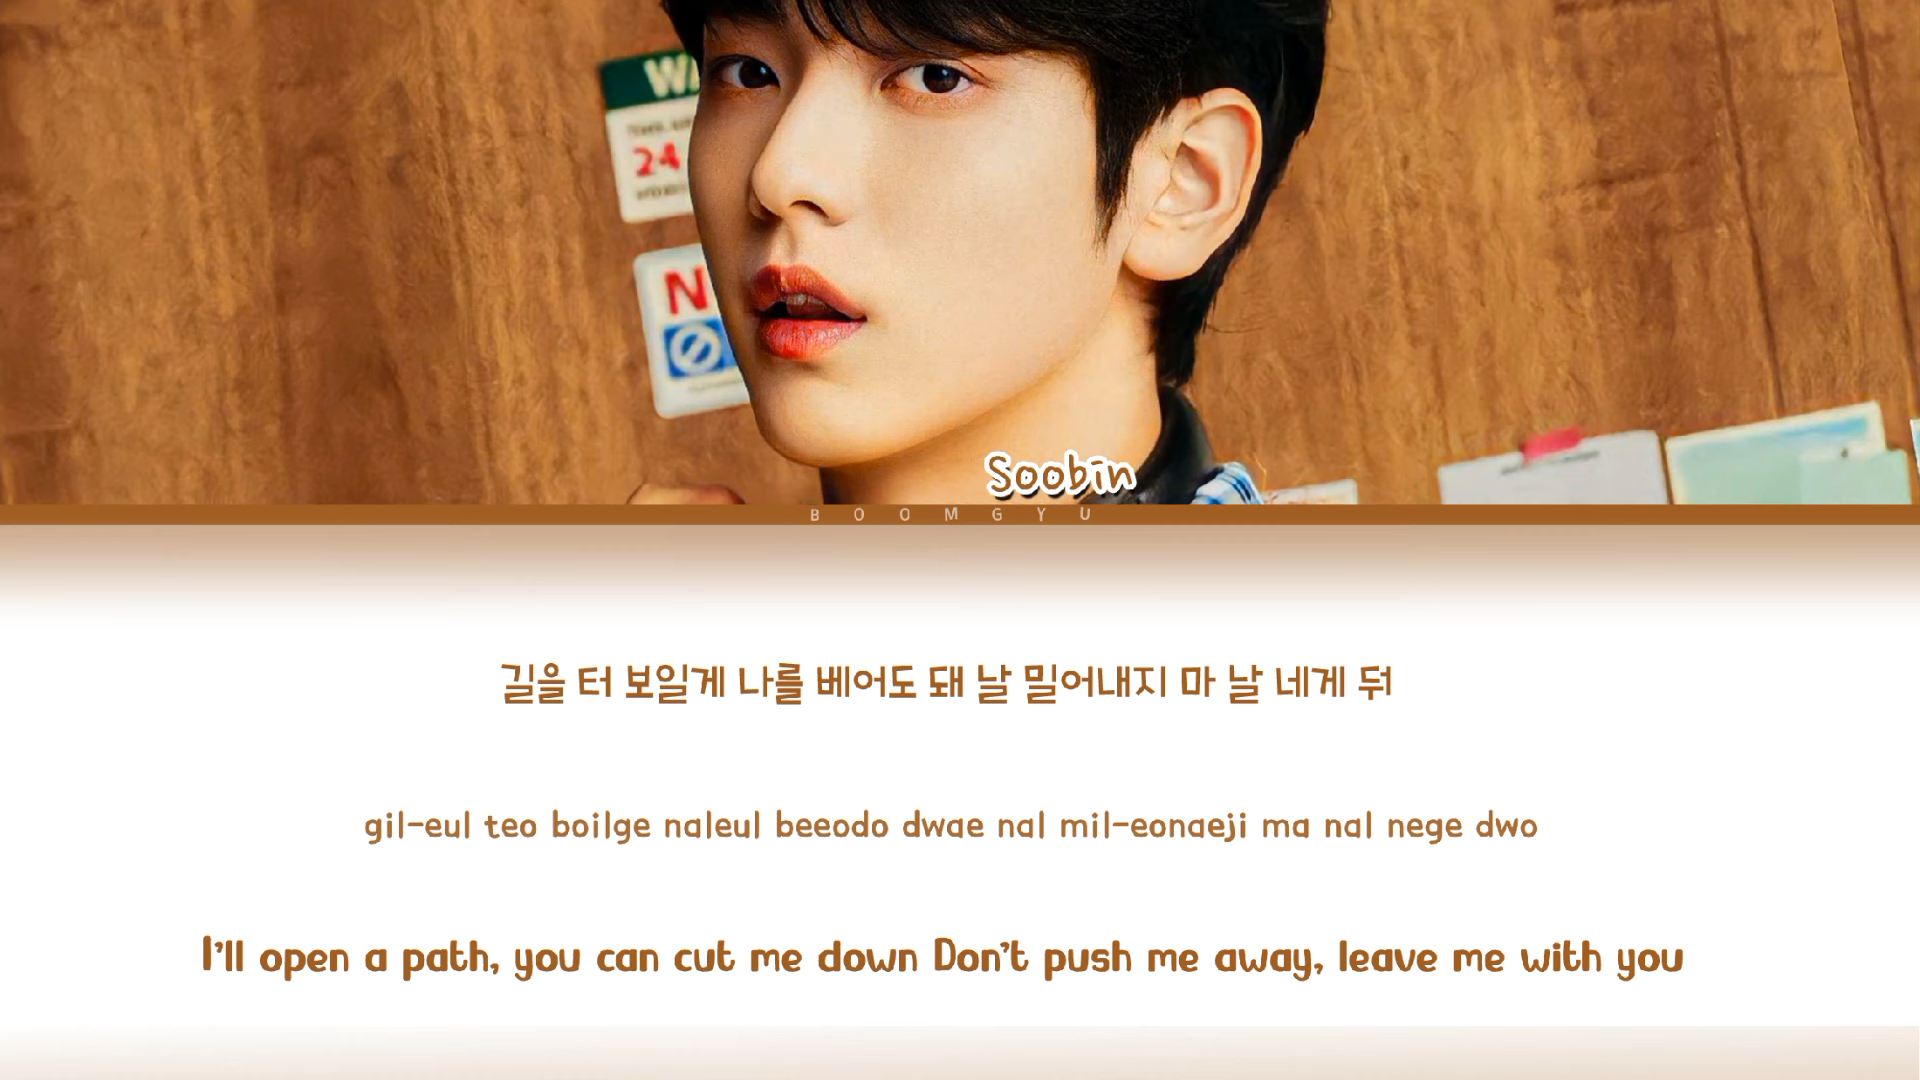 24
N
Soobin
BOOMGYU
길을 터 보일게 나를 베어도 돼 날 밀어내지 마 날 네게 둬
gil-eul teo boilge naleul beeodo dwae nal mil-eonaeji ma nal nege dwo
I'll open a path, you can cut me down Don't push me away, leave me with you